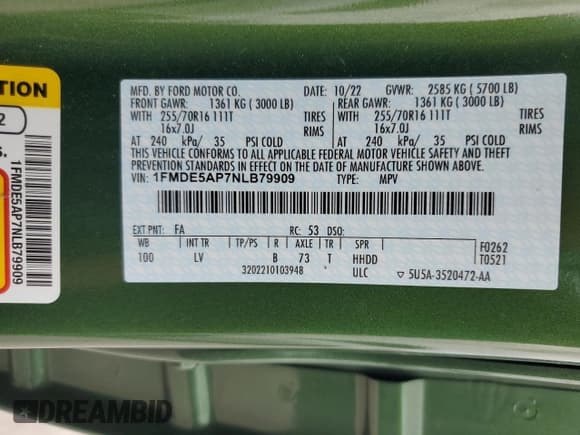 TION
2
s.
1FMDE5AP7NLB79909
MFD. BY FORD MOTOR CO. DATE: 10/22 GVWR: 2585 KG ( 5700 LB)
FRONT GAWR: 1361 KG ( 3000 LB) REAR GAWR: 1361 KG ( 3000 LB)
WITH 255/70R16 111T TIRES WITH 255/70R16 111T TIRES
16x7.0J RIMS 16x7.0J RIMS
AT 240 kPa/ 35 PSI COLD AT 240 kPa/ 35 PSI COLD
THIS VEHICLE CONFORMS TO ALL APPLICABLE FEDERAL MOTOR VEHICLE SAFETY AND THEFT
PREVENTION STANDARDS IN EFFECT ON THE DATE OF MANUFACTURE SHOWN ABOVE.
VIN: 1FMDE5AP7NLB79909 TYPE: MPV
EXT PNT: FA RC: 53 DSO:
WB INT TR TP/PS R AXLE TR SPR F0262
100 LV B 73 T HHDD T0521
3202210103948 ULC ▽ 5U5A-3520472-AA
DREAMBID